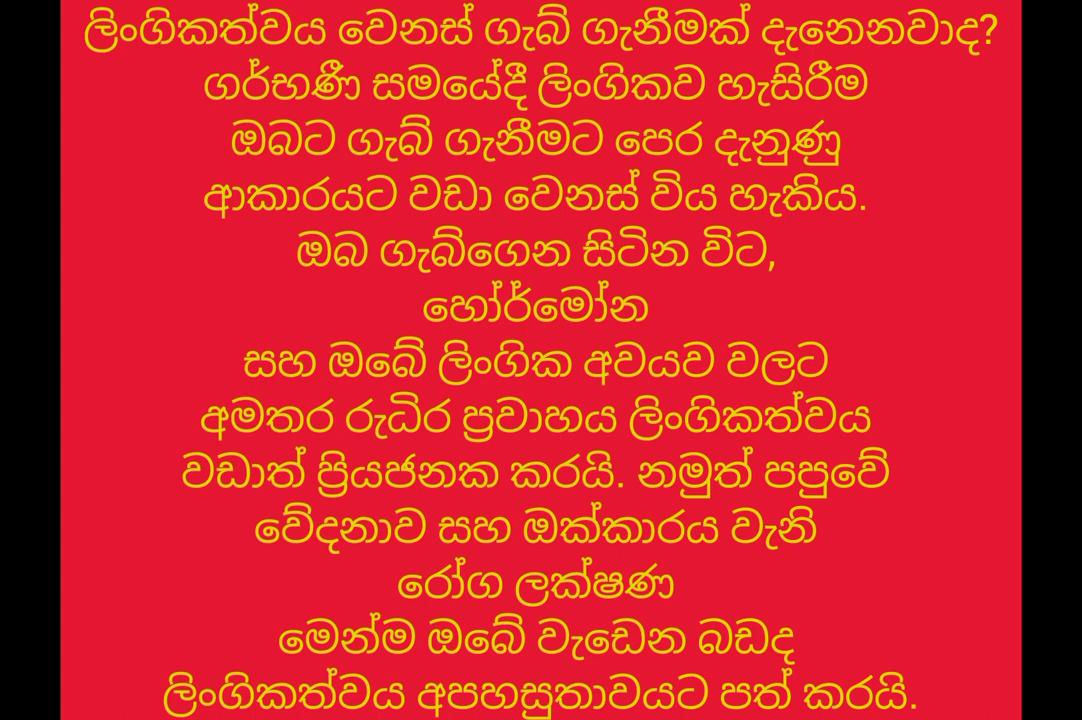 ලිංගිකත්වය වෙනස් ගැබ් ගැනීමක් දැනෙනවාද?
ගර්භණී සමයේදී ලිංගිකව හැසිරීම
ඔබට ගැබ් ගැනීමට පෙර දැනුණු
ආකාරයට වඩා වෙනස් විය හැකිය.
ඔබ ගැබ්ගෙන සිටින විට,
හෝර්මෝන
සහ ඔබේ ලිංගික අවයව වලට
අමතර රුධිර ප්‍රවාහය ලිංගිකත්වය
වඩාත් ප්‍රියජනක කරයි. නමුත් පපුවේ
වේදනාව සහ ඔක්කාරය වැනි
රෝග ලක්ෂණ
මෙන්ම ඔබේ වැඩෙන බඩද
ලිංගිකත්වය අපහසුතාවයට පත් කරයි.